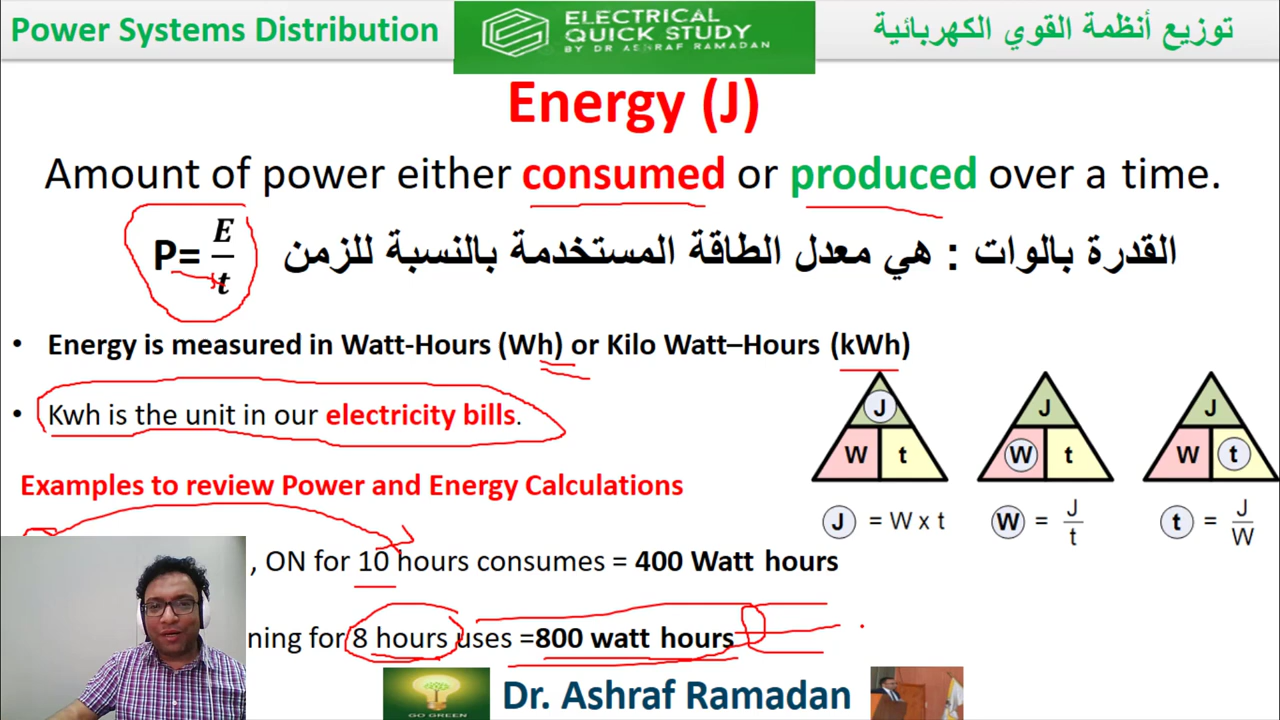 Power Systems Distribution
ELECTRICAL
QUICK STUDY
BY DR ASHRAF RAMADAN
توزيع أنظمة القوي الكهربائية
Energy (J)
Amount of power either consumed or produced over a time.
P= E/t
القدرة بالوات : هي معدل الطاقة المستخدمة بالنسبة للزمن
• Energy is measured in Watt-Hours (Wh) or Kilo Watt–Hours (kWh)
• Kwh is the unit in our electricity bills.
J
W t
J = W x t
J
W t
W = J/t
J
W t
t = J/W
Examples to review Power and Energy Calculations
, ON for 10 hours consumes = 400 Watt hours
ning for 8 hours uses =800 watt hours
GO GREEN
Dr. Ashraf Ramadan